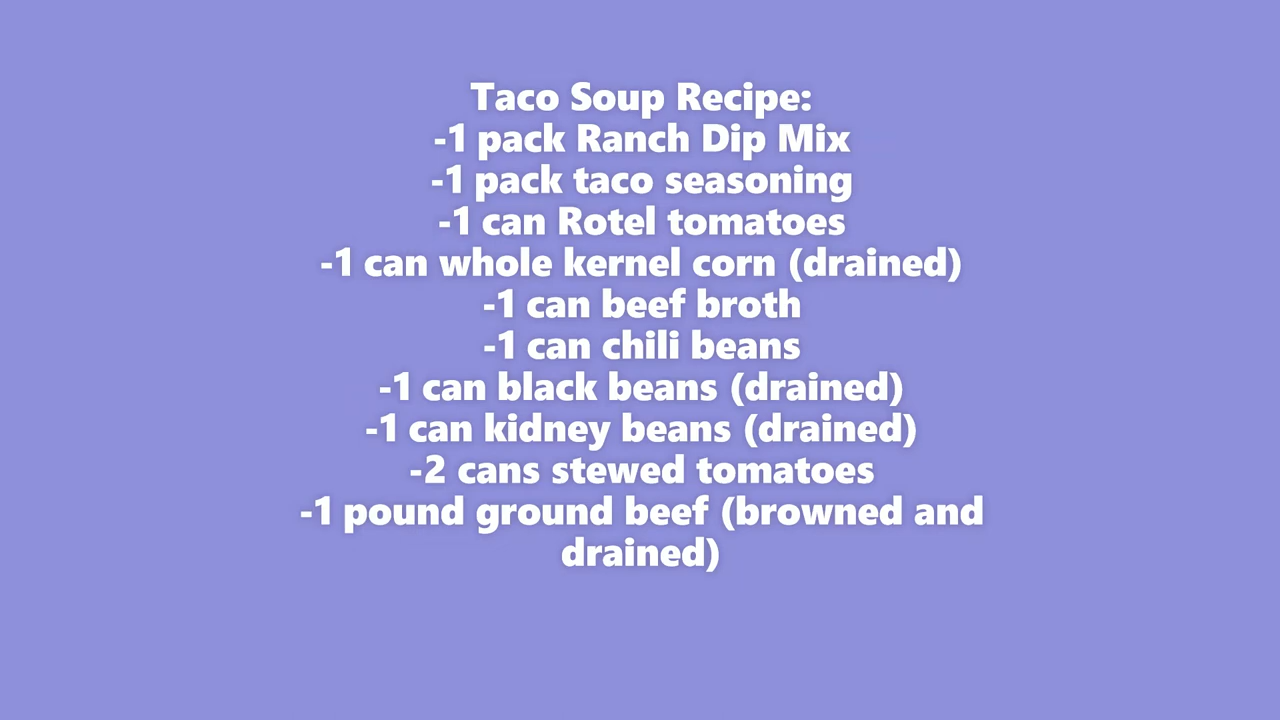 Taco Soup Recipe:
-1 pack Ranch Dip Mix
-1 pack taco seasoning
-1 can Rotel tomatoes
-1 can whole kernel corn (drained)
-1 can beef broth
-1 can chili beans
-1 can black beans (drained)
-1 can kidney beans (drained)
-2 cans stewed tomatoes
-1 pound ground beef (browned and
drained)